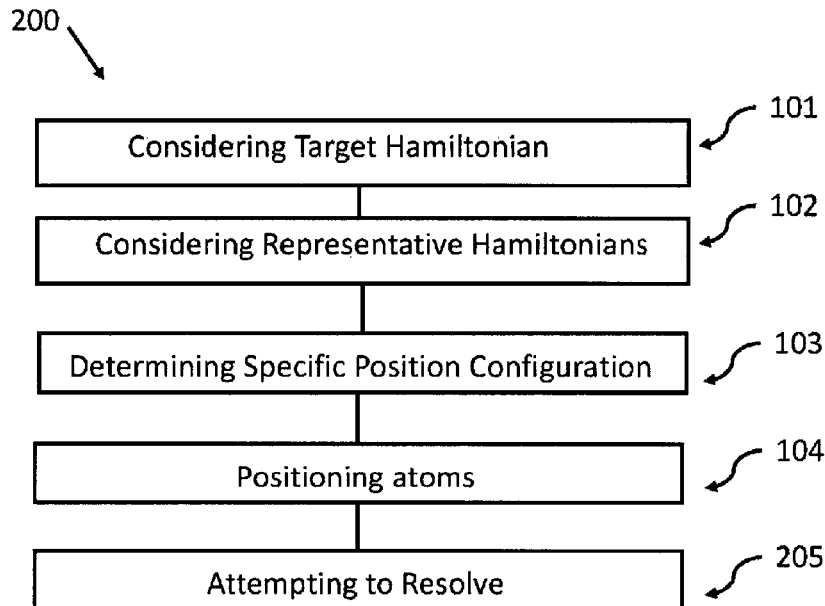 200
101
Considering Target Hamiltonian
102
Considering Representative Hamiltonians
103
Determining Specific Position Configuration
104
Positioning atoms
205
Attempting to Resolve